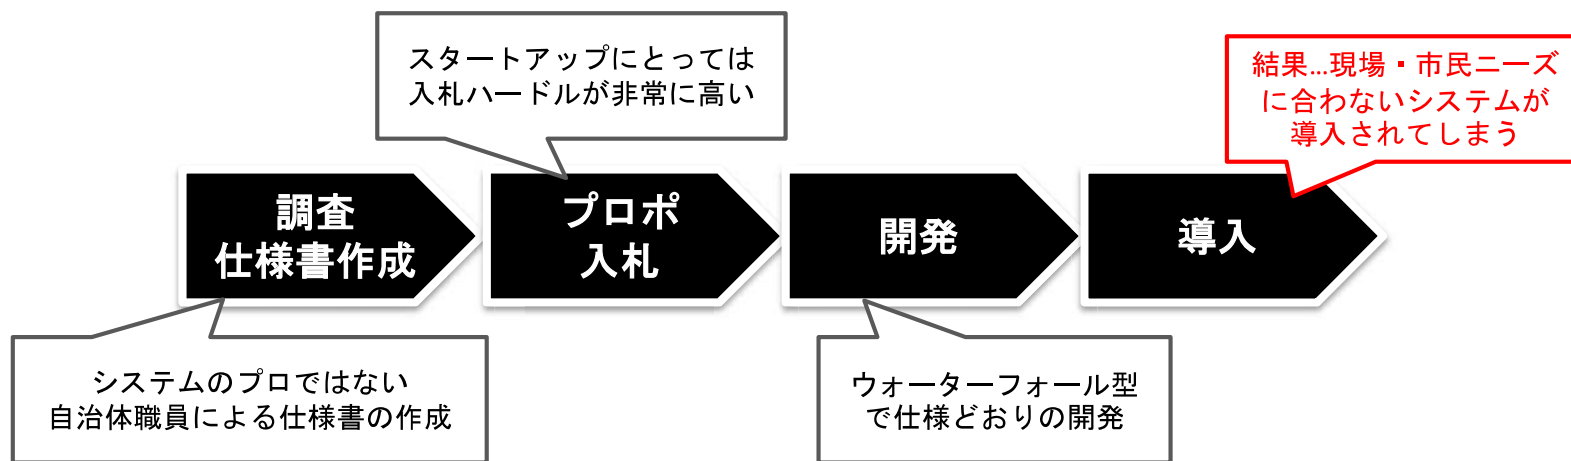 スタートアップにとっては
入札ハードルが非常に高い
結果...現場・市民ニーズ
に合わないシステムが
導入されてしまう
調査
仕様書作成
プロポ
入札
開発
導入
システムのプロではない
自治体職員による仕様書の作成
ウォーターフォール型
で仕様どおりの開発